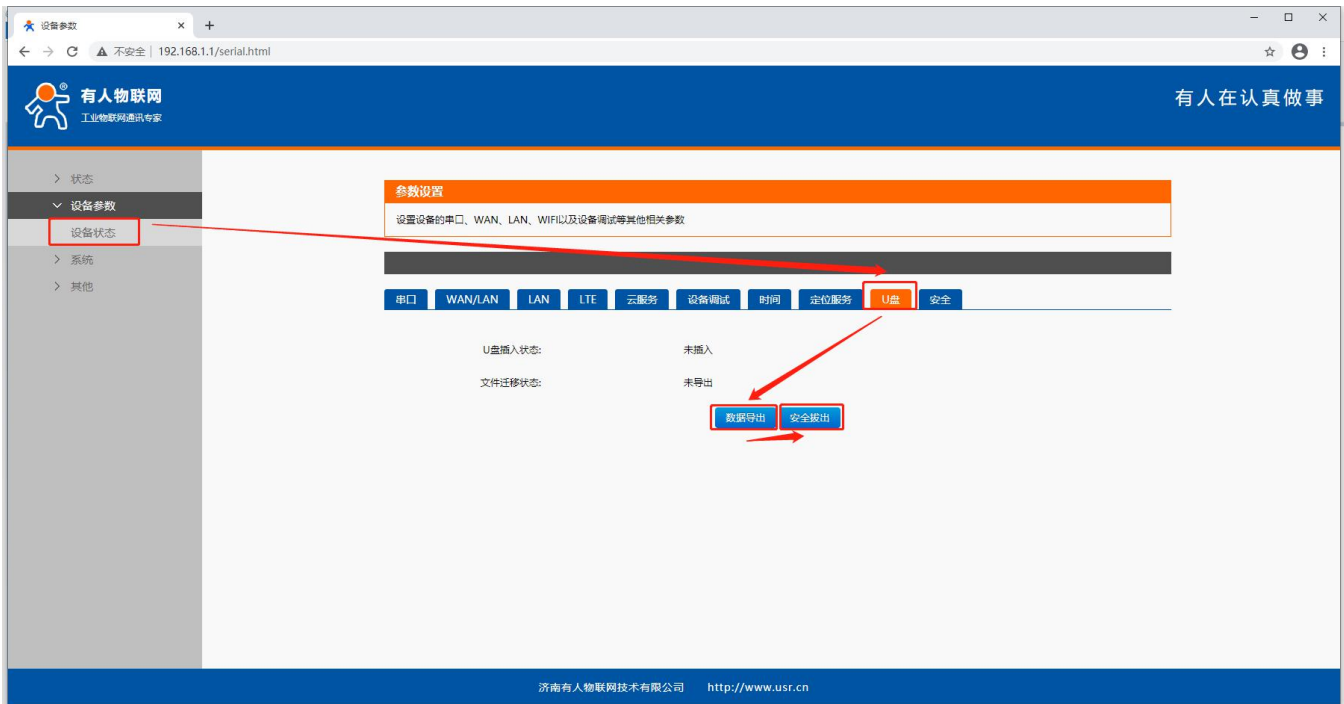 设备参数
不安全 | 192.168.1.1/serial.html
有人物联网
®
工业物联网通讯专家
有人在认真做事
状态
设备参数
设备状态
系统
其他
参数设置
设置设备的串口、WAN、LAN、WIFI以及设备调试等其他相关参数
串口 WAN/LAN LAN LTE 云服务 设备调试 时间 定位服务 U盘 安全
U盘插入状态: 未插入
文件迁移状态: 未导出
数据导出 安全拔出
济南有人物联网技术有限公司 http://www.usr.cn